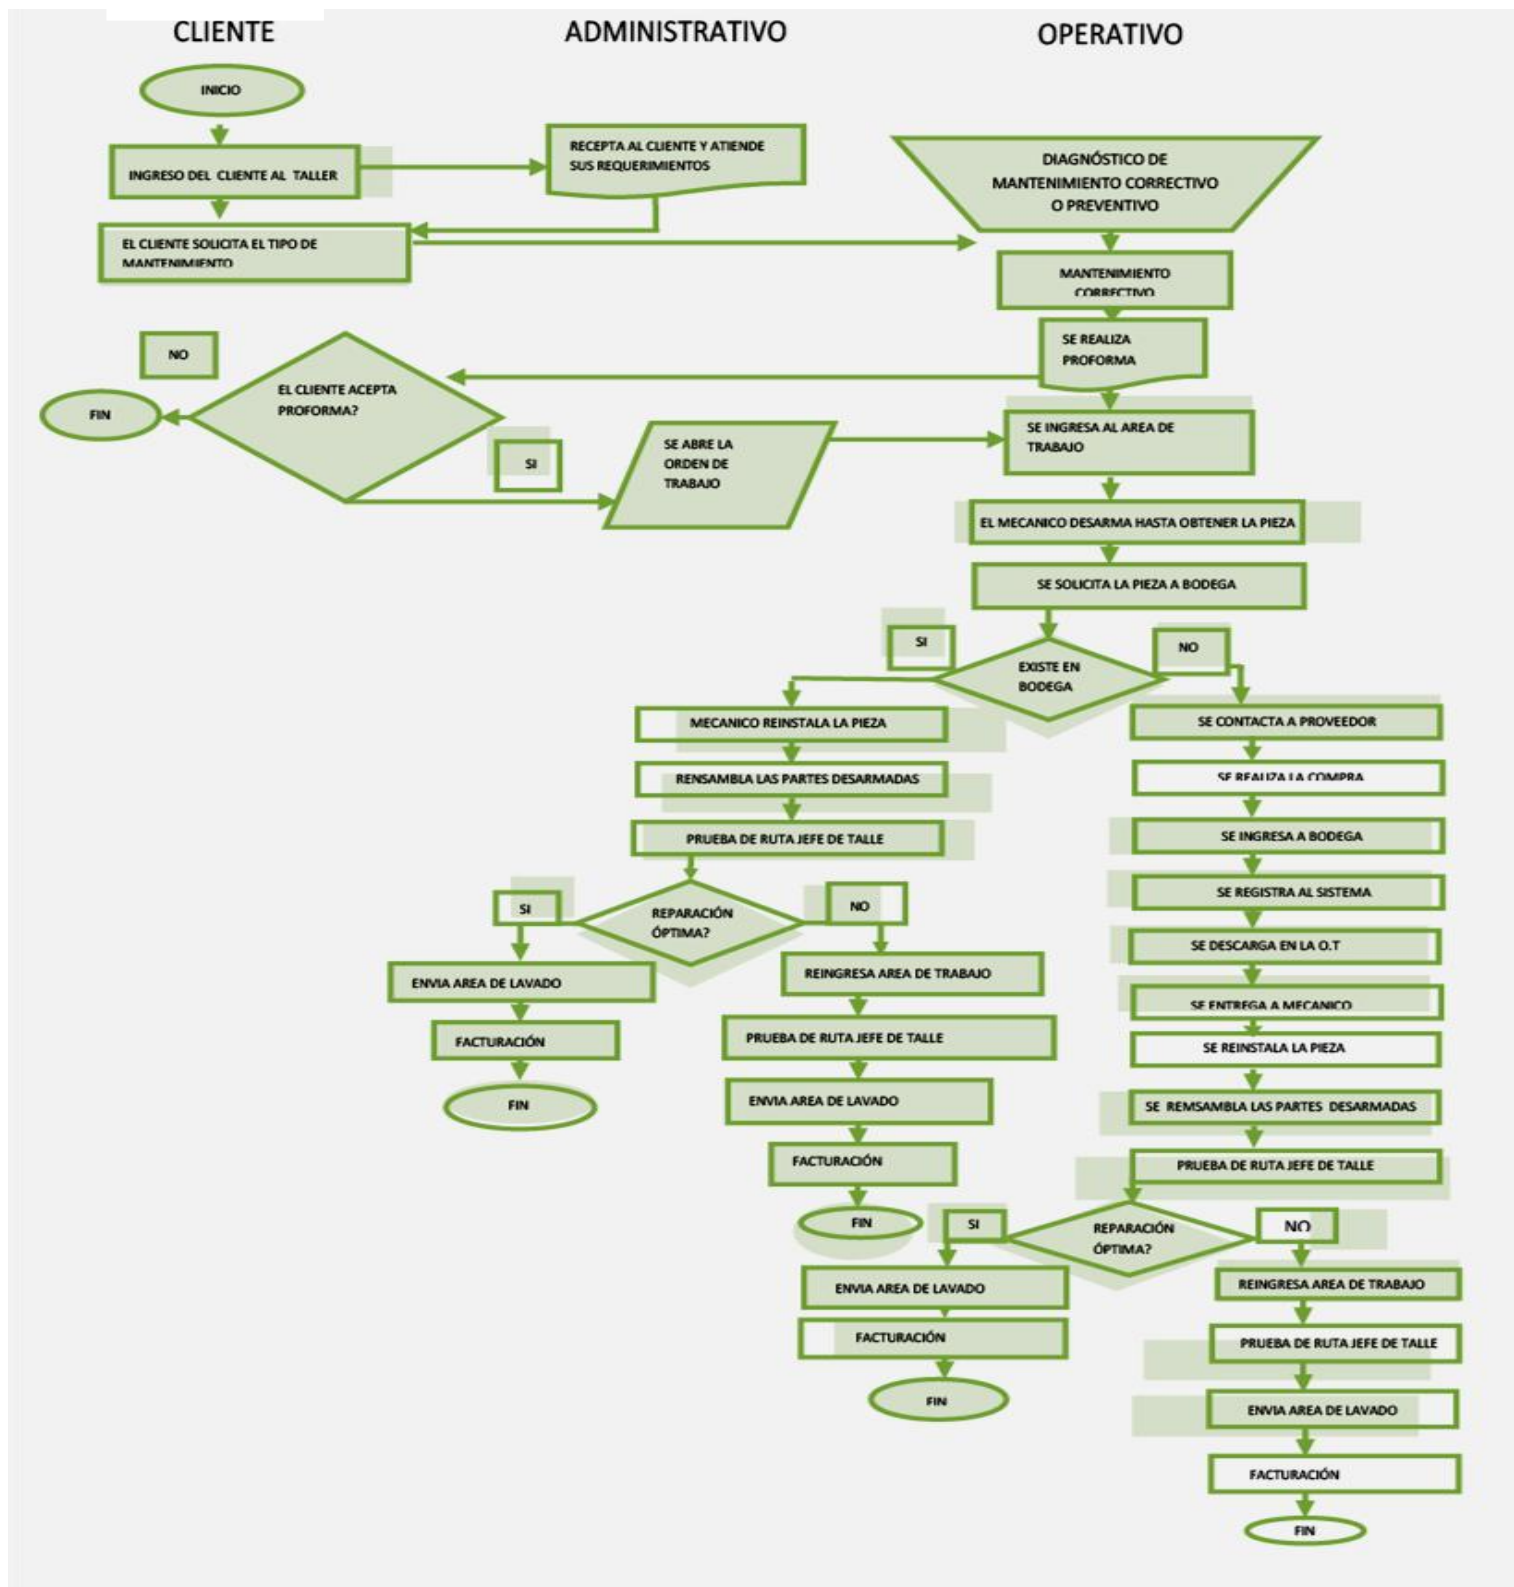 CLIENTE
ADMINISTRATIVO
OPERATIVO
INICIO
INGRESO DEL CLIENTE AL TALLER
RECEPTA AL CLIENTE Y ATIENDE
SUS REQUERIMIENTOS
DIAGNÓSTICO DE
MANTENIMIENTO CORRECTIVO
O PREVENTIVO
EL CLIENTE SOLICITA EL TIPO DE
MANTENIMIENTO
MANTENIMIENTO
CORRECTIVO
SE REALIZA
PROFORMA
NO
EL CLIENTE ACEPTA
PROFORMA?
FIN
SI
SE ABRE LA
ORDEN DE
TRABAJO
SE INGRESA AL AREA DE
TRABAJO
EL MECANICO DESARMA HASTA OBTENER LA PIEZA
SE SOLICITA LA PIEZA A BODEGA
SI
EXISTE EN
BODEGA
NO
MECANICO REINSTALA LA PIEZA
RENSAMBLA LAS PARTES DESARMADAS
PRUEBA DE RUTA JEFE DE TALLE
SI
REPARACIÓN
ÓPTIMA?
NO
ENVIA AREA DE LAVADO
FACTURACIÓN
FIN
REINGRESA AREA DE TRABAJO
PRUEBA DE RUTA JEFE DE TALLE
ENVIA AREA DE LAVADO
FACTURACIÓN
FIN
SE CONTACTA A PROVEEDOR
SE REALIZA LA COMPRA
SE INGRESA A BODEGA
SE REGISTRA AL SISTEMA
SE DESCARGA EN LA O.T
SE ENTREGA A MECANICO
SE REINSTALA LA PIEZA
SE REMSAMBLA LAS PARTES DESARMADAS
PRUEBA DE RUTA JEFE DE TALLE
SI
REPARACIÓN
ÓPTIMA?
NO
ENVIA AREA DE LAVADO
FACTURACIÓN
FIN
REINGRESA AREA DE TRABAJO
PRUEBA DE RUTA JEFE DE TALLE
ENVIA AREA DE LAVADO
FACTURACIÓN
FIN